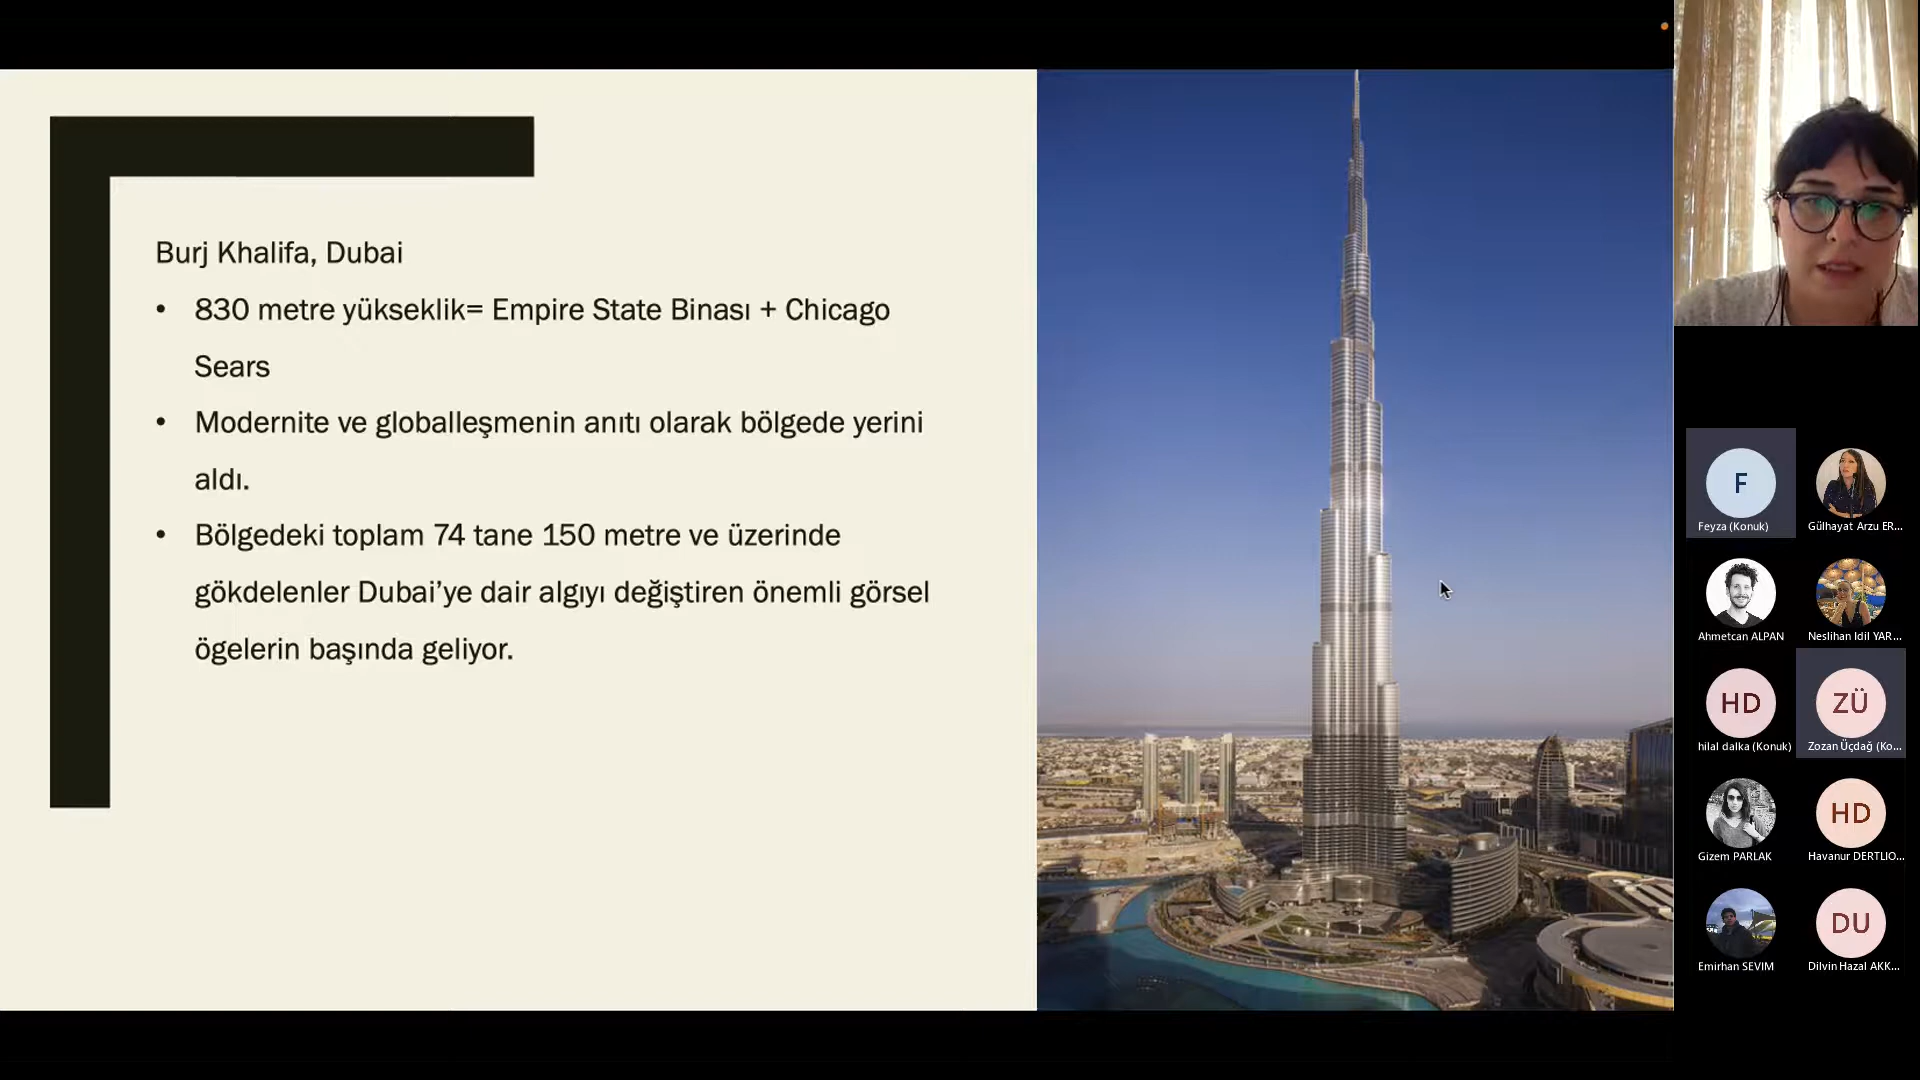 Burj Khalifa, Dubai
• 830 metre yükseklik= Empire State Binası + Chicago
Sears
• Modernite ve globalleşmenin anıtı olarak bölgede yerini
aldı.
• Bölgedeki toplam 74 tane 150 metre ve üzerinde
gökdelenler Dubai’ye dair algıyı değiştiren önemli görsel
ögelerin başında geliyor.
F
Feyza (Konuk)
Gülhayat Arzu ER...
Ahmetcan ALPAN
Neslihan Idil YAR...
HD
hilal dalka (Konuk)
ZÜ
Zozan Üçdağ (Ko...
Gizem PARLAK
HD
Havanur DERTLIO...
Emirhan SEVIM
DU
Dilvin Hazal AKK...